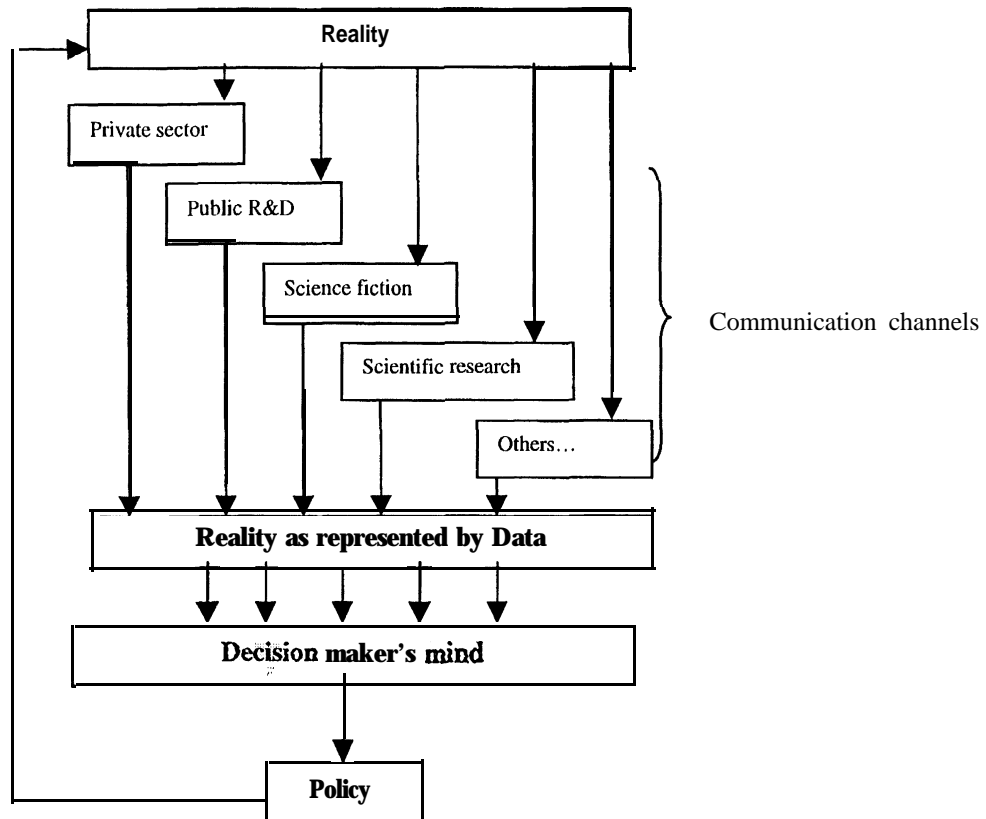 Reality
Private sector
Public R&D
Science fiction
Communication channels
Scientific research
Others...
Reality as represented by Data
Decision maker's mind
Policy